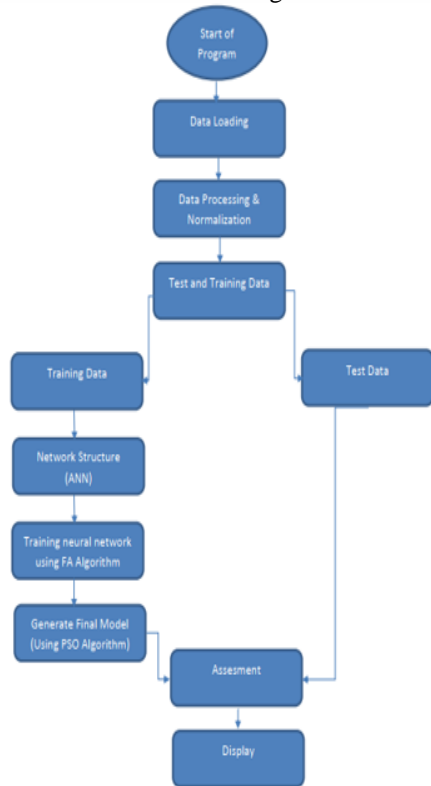 Start of
Program
Data Loading
Data Processing &
Normalization
Test and Training Data
Training Data
Test Data
Network Structure
(ANN)
Training neural network
using FA Algorithm
Generate Final Model
(Using PSO Algorithm)
Assesment
Display